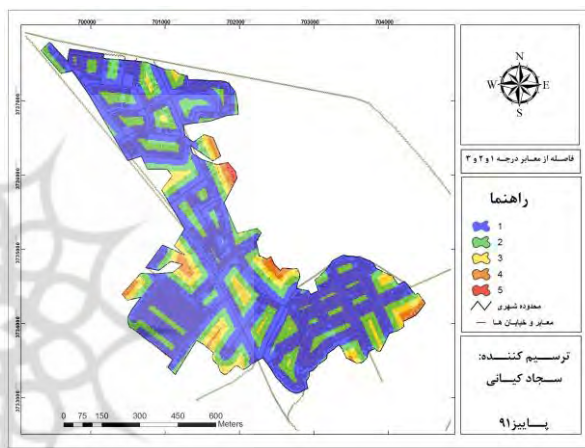 700000 701000 702000 703000 704000
N
W E
S
فاصله از معابر درجه ۱ و ۲ و ۳
راهنما
1
2
3
4
5
محدوده شهری
معابر و خیابان ها
ترسیم کننده:
سجاد کیانی
پاییز۹۱
0 75 150 300 450 600
Meters